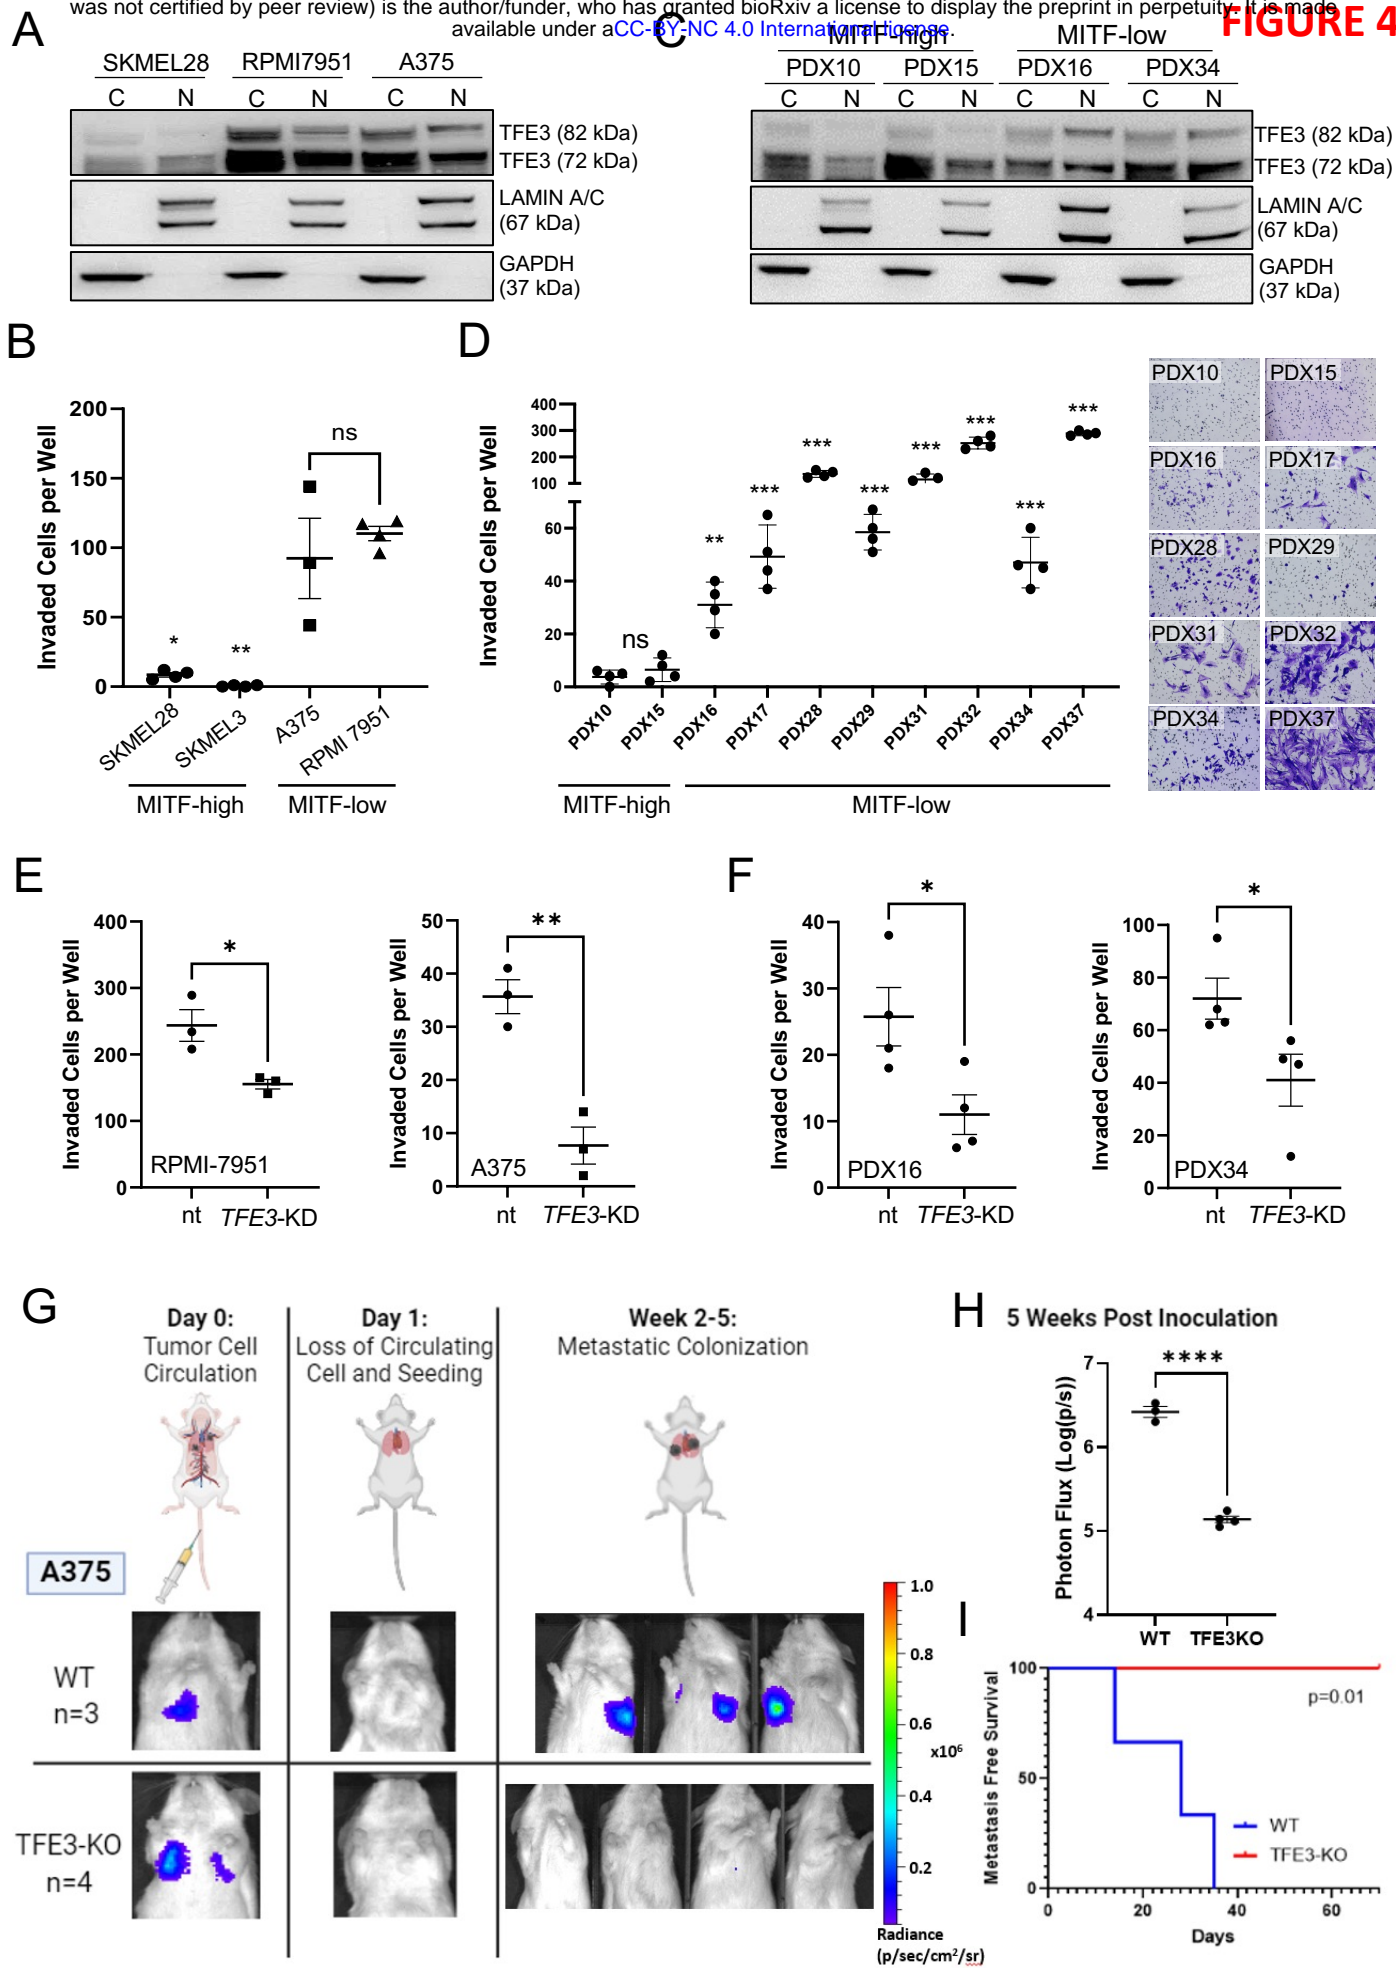 was not certified by peer review) is the author/funder, who has granted bioRxiv a license to display the preprint in perpetuity. It is made
available under aCC-BY-NC 4.0 International license.
FIGURE 4
A
SKMEL28 RPMI7951 A375
C N C N C N
TFE3 (82 kDa)
TFE3 (72 kDa)
LAMIN A/C
(67 kDa)
GAPDH
(37 kDa)
C
MITF-high MITF-low
PDX10 PDX15 PDX16 PDX34
C N C N C N C N
TFE3 (82 kDa)
TFE3 (72 kDa)
LAMIN A/C
(67 kDa)
GAPDH
(37 kDa)
B
Invaded Cells per Well
200
150
100
50
0
* ** ns
SKMEL28 SKMEL3 A375 RPMI 7951
MITF-high MITF-low
D
Invaded Cells per Well
400
300
200
100
60
40
20
0
ns ** *** *** *** *** *** *** ***
PDX10 PDX15 PDX16 PDX17 PDX28 PDX29 PDX31 PDX32 PDX34 PDX37
MITF-high MITF-low
PDX10 PDX15
PDX16 PDX17
PDX28 PDX29
PDX31 PDX32
PDX34 PDX37
E
Invaded Cells per Well
400
300
200
100
0
*
RPMI-7951
nt TFE3-KD
Invaded Cells per Well
50
40
30
20
10
0
**
A375
nt TFE3-KD
F
Invaded Cells per Well
40
30
20
10
0
*
PDX16
nt TFE3-KD
Invaded Cells per Well
100
80
60
40
20
0
*
PDX34
nt TFE3-KD
G
Day 0:
Tumor Cell
Circulation
Day 1:
Loss of Circulating
Cell and Seeding
Week 2-5:
Metastatic Colonization
A375
WT
n=3
TFE3-KO
n=4
1.0
0.8
0.6
x10⁶
0.4
0.2
Radiance
(p/sec/cm²/sr)
H
5 Weeks Post Inoculation
Photon Flux (Log(p/s))
7
6
5
4
****
WT TFE3KO
I
Metastasis Free Survival
100
50
0
p=0.01
WT
TFE3-KO
0 20 40 60
Days